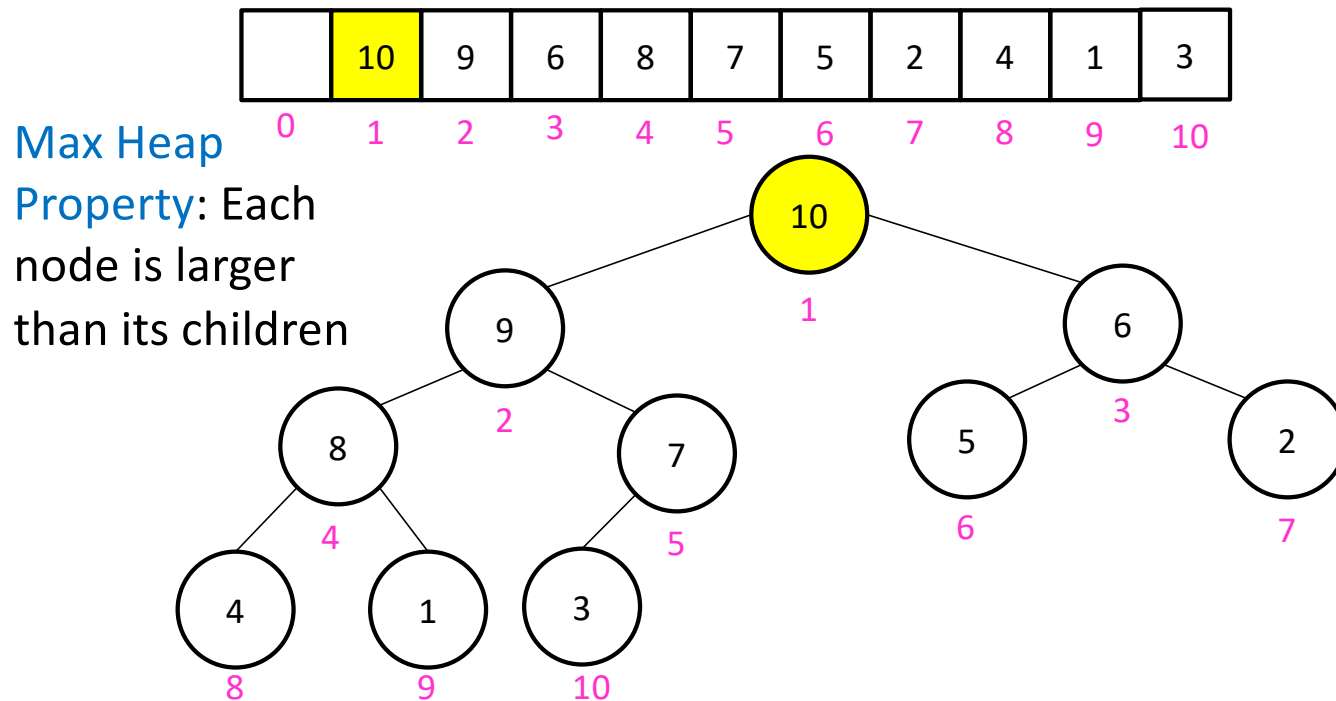 10 9 6 8 7 5 2 4 1 3
0 1 2 3 4 5 6 7 8 9 10
Max Heap
Property: Each
node is larger
than its children
10
1
9 6
2 3
8 7 5 2
4 5 6 7
4 1 3
8 9 10